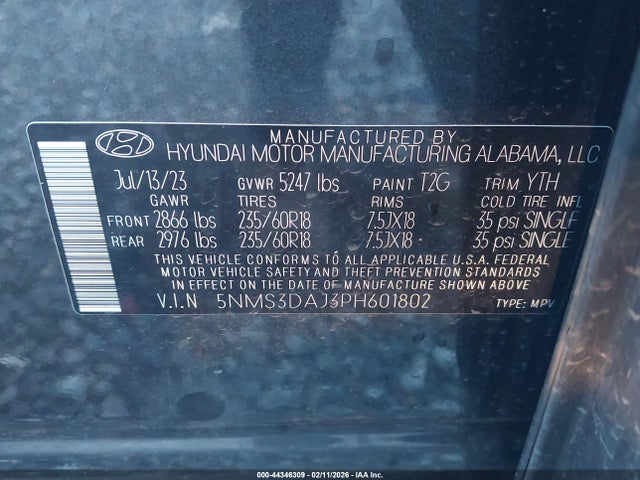 MANUFACTURED BY
HYUNDAI MOTOR MANUFACTURING ALABAMA, LLC
Jul/13/23 GVWR 5247 lbs PAINT T2G TRIM YTH
GAWR TIRES RIMS COLD TIRE INFL
FRONT 2866 lbs 235/60R18 7.5JX18 35 psi SINGLE
REAR 2976 lbs 235/60R18 7.5JX18 35 psi SINGLE
THIS VEHICLE CONFORMS TO ALL APPLICABLE U.S.A. FEDERAL
MOTOR VEHICLE SAFETY AND THEFT PREVENTION STANDARDS
IN EFFECT ON THE DATE OF MANUFACTURE SHOWN ABOVE
V.I.N 5NMS3DAJ3PH601802 TYPE: MPV
000-44346309 - 02/11/2026 - IAA Inc.